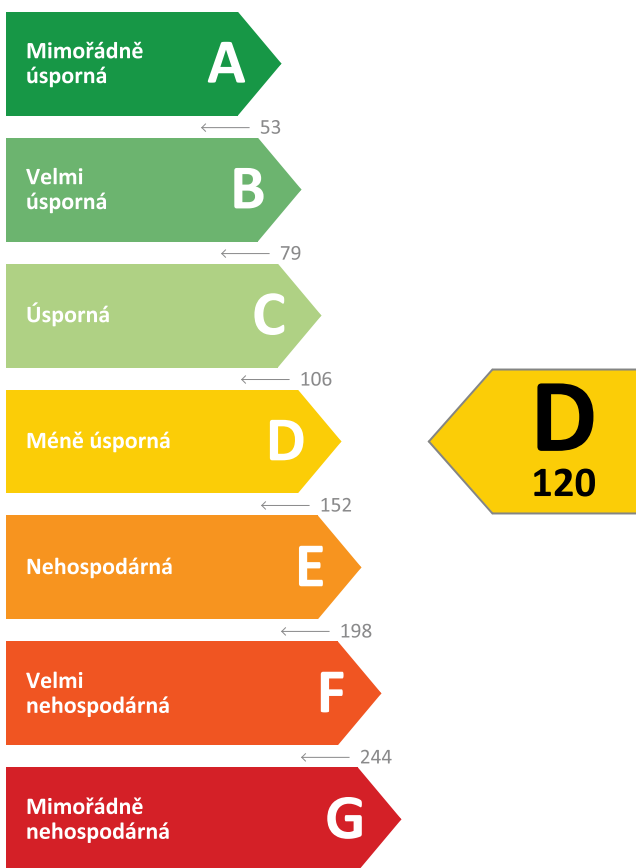 Mimořádně
úsporná
A
53
Velmi
úsporná
B
79
Úsporná
C
106
Méně úsporná
D
D
120
152
Nehospodárná
E
198
Velmi
nehospodárná
F
244
Mimořádně
nehospodárná
G